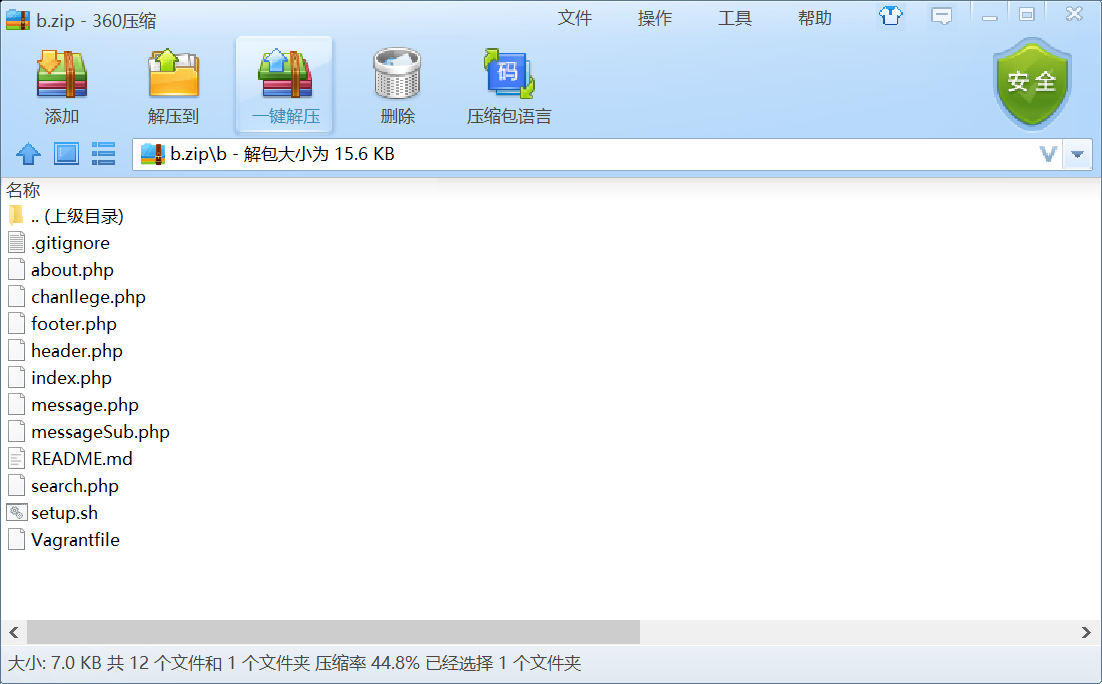 b.zip - 360压缩
文件 操作 工具 帮助
添加 解压到 一键解压 删除 码 压缩包语言 安全
b.zip\b - 解包大小为 15.6 KB
名称
.. (上级目录)
.gitignore
about.php
chanllege.php
footer.php
header.php
index.php
message.php
messageSub.php
README.md
search.php
setup.sh
Vagrantfile
大小: 7.0 KB 共 12 个文件和 1 个文件夹 压缩率 44.8% 已经选择 1 个文件夹